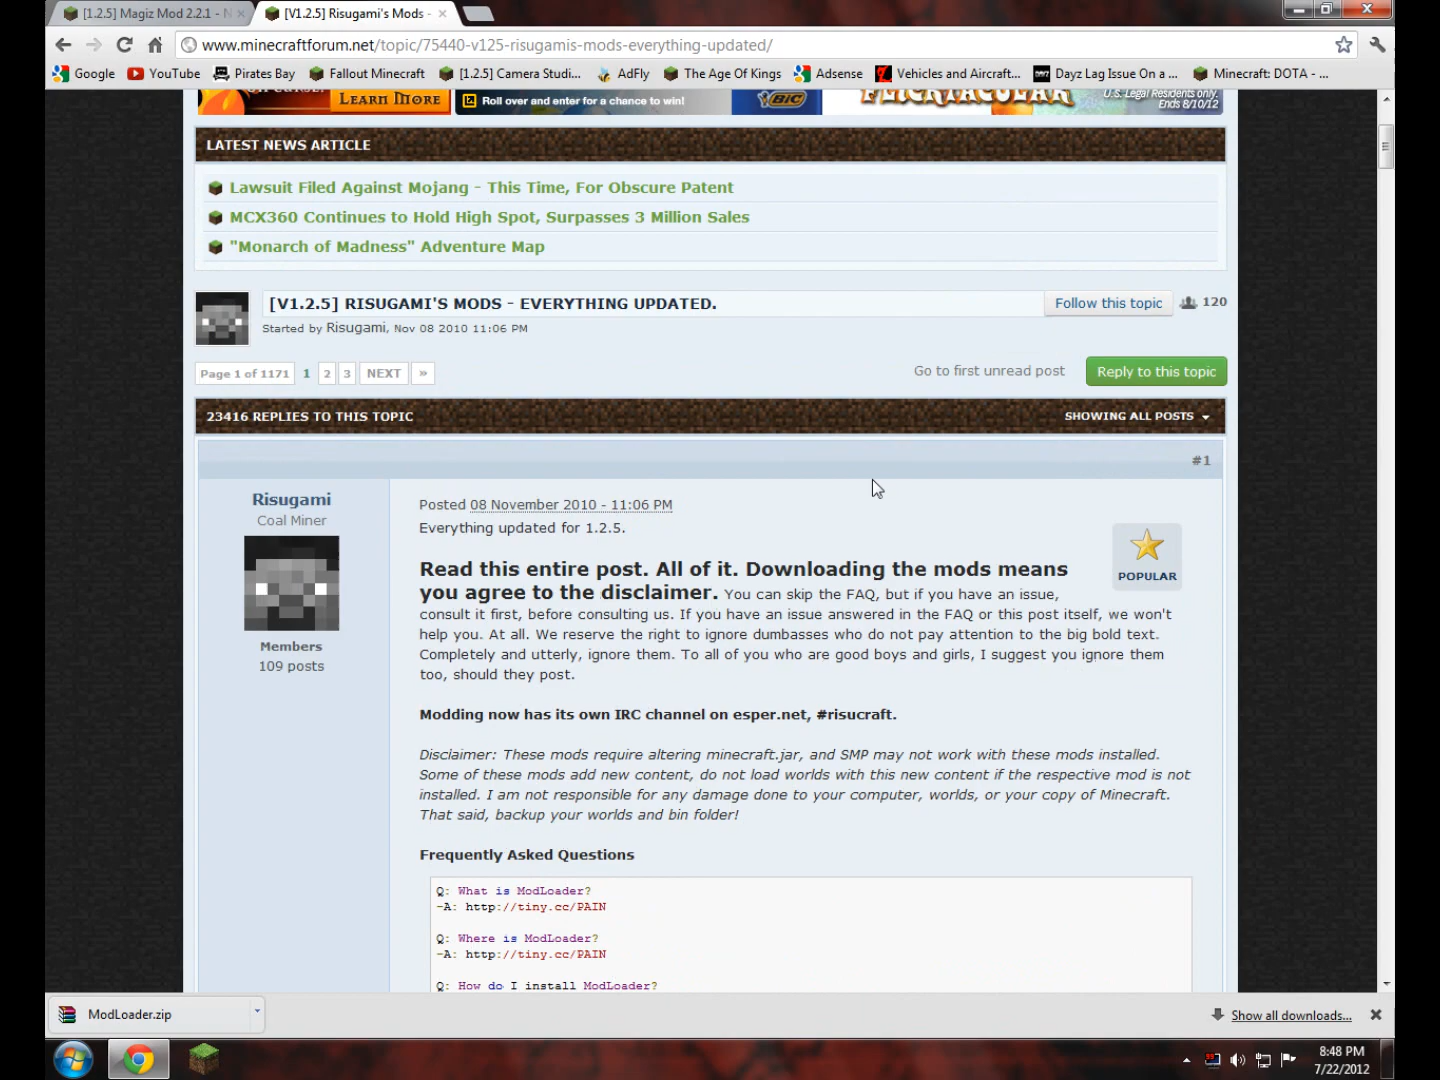 [1.2.5] Magiz Mod 2.2.1 - N
[V1.2.5] Risugami's Mods -
www.minecraftforum.net/topic/75440-v125-risugamis-mods-everything-updated/
Google YouTube Pirates Bay Fallout Minecraft [1.2.5] Camera Studi... AdFly The Age Of Kings Adsense Vehicles and Aircraft... Dayz Lag Issue On a ... Minecraft: DOTA - ...
LEARN MORE
Roll over and enter for a chance to win!
BIC
U.S. Legal Residents only.
Ends 8/10/12
LATEST NEWS ARTICLE
Lawsuit Filed Against Mojang - This Time, For Obscure Patent
MCX360 Continues to Hold High Spot, Surpasses 3 Million Sales
"Monarch of Madness" Adventure Map
[V1.2.5] RISUGAMI'S MODS - EVERYTHING UPDATED.
Follow this topic 120
Started by Risugami, Nov 08 2010 11:06 PM
Page 1 of 1171 1 2 3 NEXT »
Go to first unread post Reply to this topic
23416 REPLIES TO THIS TOPIC SHOWING ALL POSTS
#1
Risugami
Coal Miner
Members
109 posts
Posted 08 November 2010 - 11:06 PM
Everything updated for 1.2.5.
POPULAR
Read this entire post. All of it. Downloading the mods means
you agree to the disclaimer. You can skip the FAQ, but if you have an issue,
consult it first, before consulting us. If you have an issue answered in the FAQ or this post itself, we won't
help you. At all. We reserve the right to ignore dumbasses who do not pay attention to the big bold text.
Completely and utterly, ignore them. To all of you who are good boys and girls, I suggest you ignore them
too, should they post.
Modding now has its own IRC channel on esper.net, #risucraft.
Disclaimer: These mods require altering minecraft.jar, and SMP may not work with these mods installed.
Some of these mods add new content, do not load worlds with this new content if the respective mod is not
installed. I am not responsible for any damage done to your computer, worlds, or your copy of Minecraft.
That said, backup your worlds and bin folder!
Frequently Asked Questions
Q: What is ModLoader?
-A: http://tiny.cc/PAIN
Q: Where is ModLoader?
-A: http://tiny.cc/PAIN
Q: How do I install ModLoader?
ModLoader.zip
Show all downloads...
8:48 PM
7/22/2012